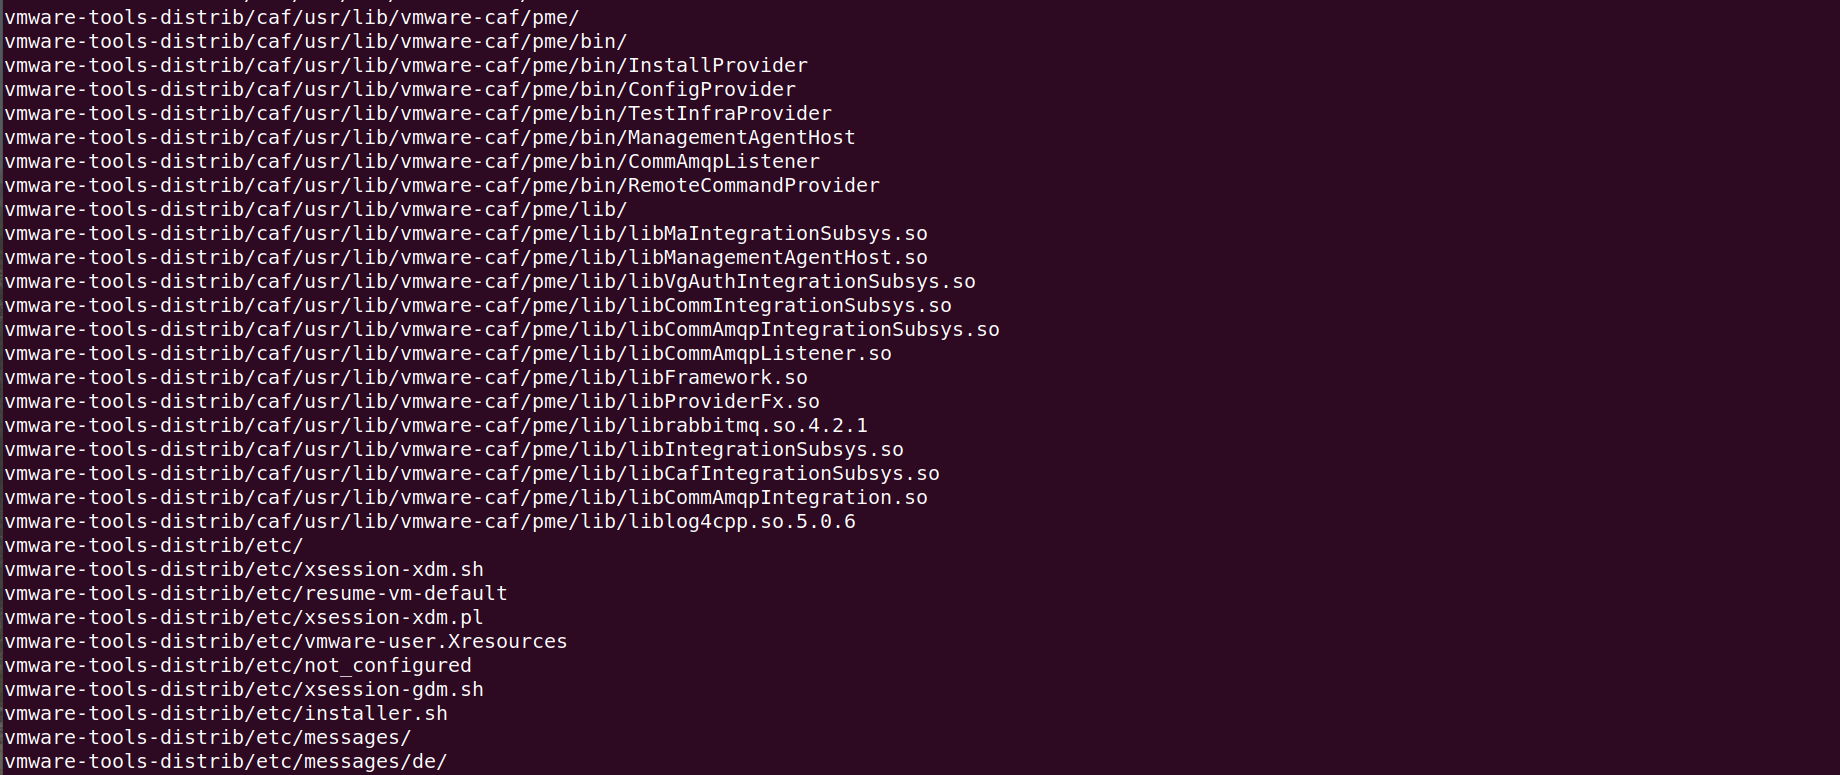 vmware-tools-distrib/caf/usr/lib/vmware-caf/pme/
vmware-tools-distrib/caf/usr/lib/vmware-caf/pme/bin/
vmware-tools-distrib/caf/usr/lib/vmware-caf/pme/bin/InstallProvider
vmware-tools-distrib/caf/usr/lib/vmware-caf/pme/bin/ConfigProvider
vmware-tools-distrib/caf/usr/lib/vmware-caf/pme/bin/TestInfraProvider
vmware-tools-distrib/caf/usr/lib/vmware-caf/pme/bin/ManagementAgentHost
vmware-tools-distrib/caf/usr/lib/vmware-caf/pme/bin/CommAmqpListener
vmware-tools-distrib/caf/usr/lib/vmware-caf/pme/bin/RemoteCommandProvider
vmware-tools-distrib/caf/usr/lib/vmware-caf/pme/lib/
vmware-tools-distrib/caf/usr/lib/vmware-caf/pme/lib/libMaIntegrationSubsys.so
vmware-tools-distrib/caf/usr/lib/vmware-caf/pme/lib/libManagementAgentHost.so
vmware-tools-distrib/caf/usr/lib/vmware-caf/pme/lib/libVgAuthIntegrationSubsys.so
vmware-tools-distrib/caf/usr/lib/vmware-caf/pme/lib/libCommIntegrationSubsys.so
vmware-tools-distrib/caf/usr/lib/vmware-caf/pme/lib/libCommAmqpIntegrationSubsys.so
vmware-tools-distrib/caf/usr/lib/vmware-caf/pme/lib/libCommAmqpListener.so
vmware-tools-distrib/caf/usr/lib/vmware-caf/pme/lib/libFramework.so
vmware-tools-distrib/caf/usr/lib/vmware-caf/pme/lib/libProviderFx.so
vmware-tools-distrib/caf/usr/lib/vmware-caf/pme/lib/librabbitmq.so.4.2.1
vmware-tools-distrib/caf/usr/lib/vmware-caf/pme/lib/libIntegrationSubsys.so
vmware-tools-distrib/caf/usr/lib/vmware-caf/pme/lib/libCafIntegrationSubsys.so
vmware-tools-distrib/caf/usr/lib/vmware-caf/pme/lib/libCommAmqpIntegration.so
vmware-tools-distrib/caf/usr/lib/vmware-caf/pme/lib/liblog4cpp.so.5.0.6
vmware-tools-distrib/etc/
vmware-tools-distrib/etc/xsession-xdm.sh
vmware-tools-distrib/etc/resume-vm-default
vmware-tools-distrib/etc/xsession-xdm.pl
vmware-tools-distrib/etc/vmware-user.Xresources
vmware-tools-distrib/etc/not_configured
vmware-tools-distrib/etc/xsession-gdm.sh
vmware-tools-distrib/etc/installer.sh
vmware-tools-distrib/etc/messages/
vmware-tools-distrib/etc/messages/de/